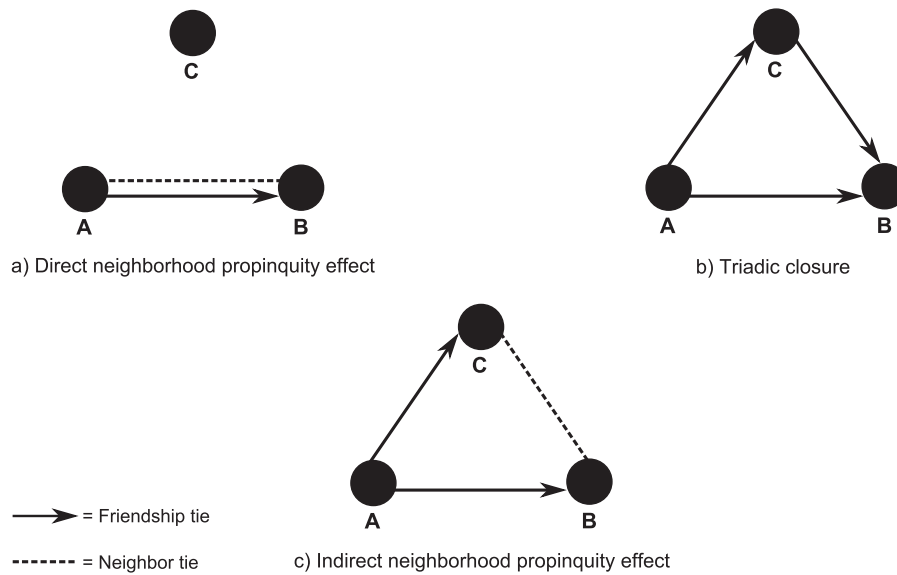 C
A
B
a) Direct neighborhood propinquity effect
C
A
B
b) Triadic closure
C
A
B
= Friendship tie
= Neighbor tie
c) Indirect neighborhood propinquity effect